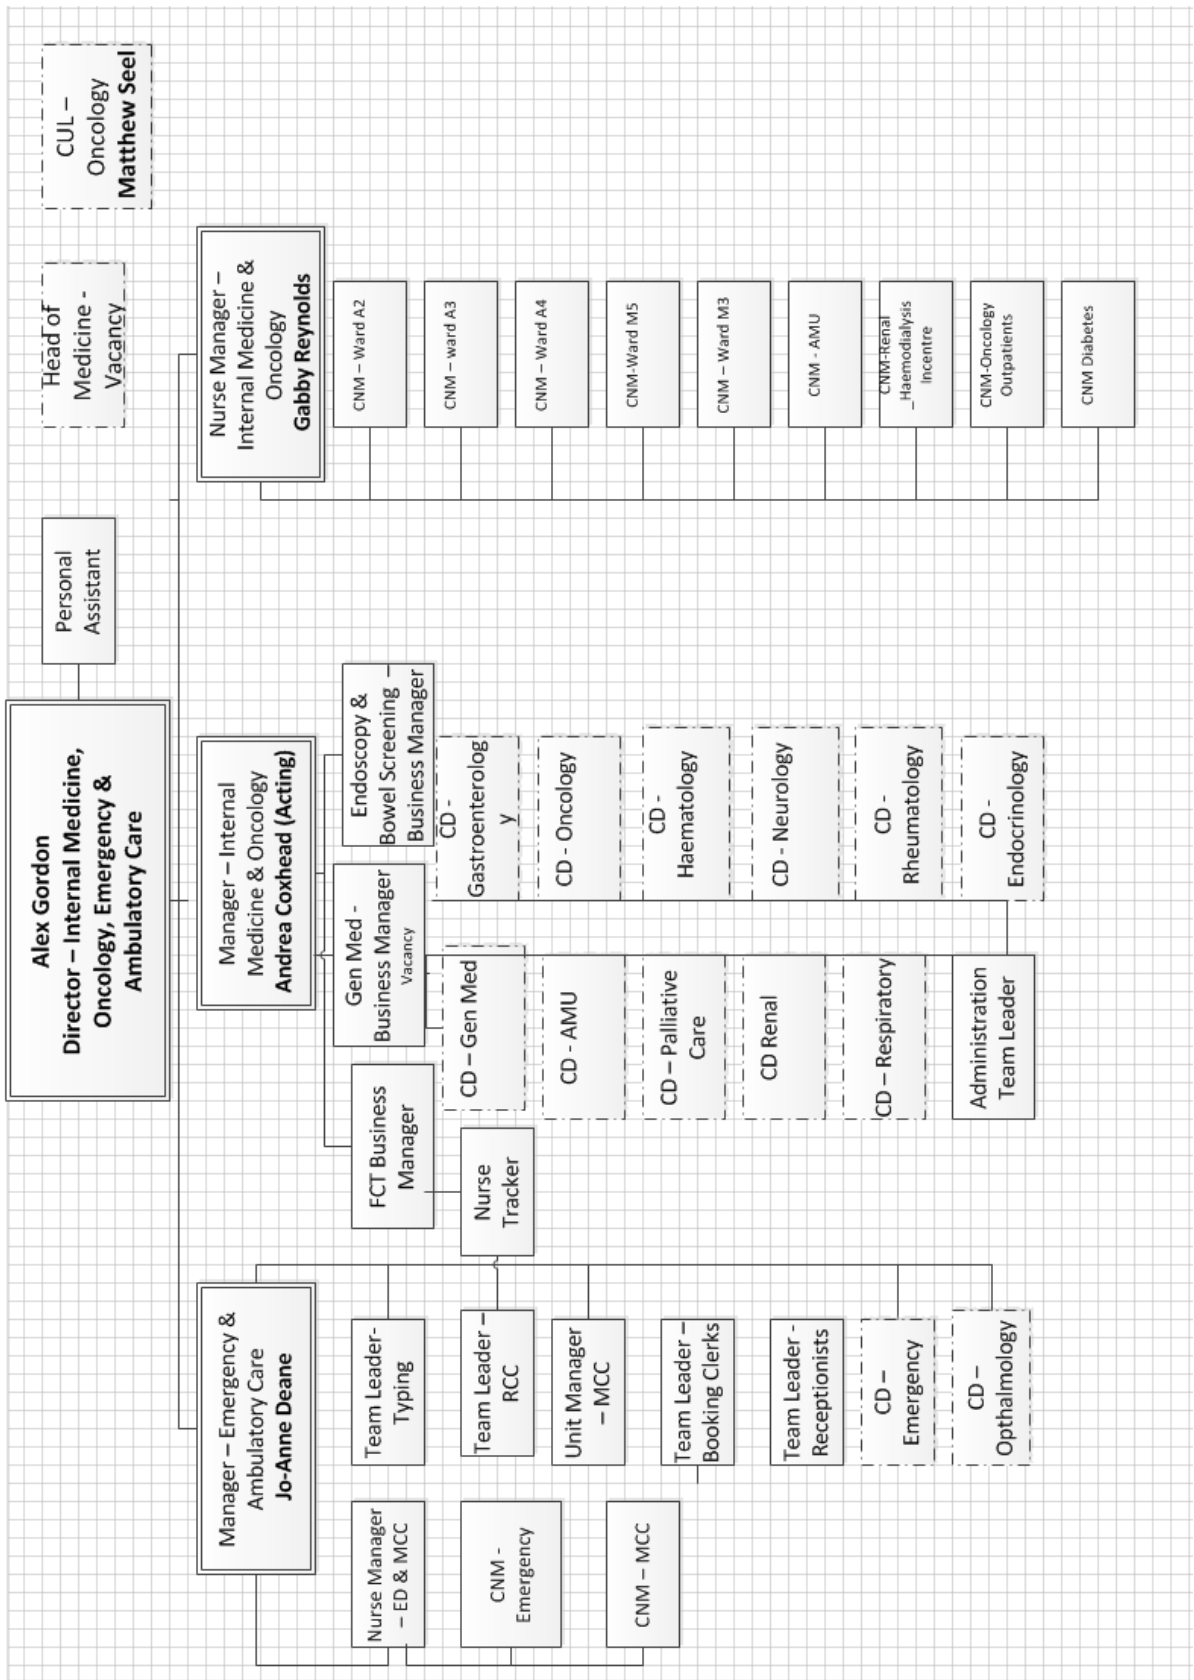 Alex Gordon
Director – Internal Medicine,
Oncology, Emergency &
Ambulatory Care
Personal
Assistant
Head of
Medicine -
Vacancy
CUL –
Oncology
Matthew Seel
Manager – Emergency &
Ambulatory Care
Jo-Anne Deane
Manager – Internal
Medicine & Oncology
Andrea Coxhead (Acting)
Nurse Manager –
Internal Medicine &
Oncology
Gabby Reynolds
Nurse Manager
– ED & MCC
CNM -
Emergency
CNM – MCC
Team Leader-
Typing
Team Leader –
RCC
Unit Manager
– MCC
Team Leader –
Booking Clerks
Team Leader -
Receptionists
CD –
Emergency
CD –
Opthalmology
FCT Business
Manager
Nurse
Tracker
Gen Med -
Business Manager
Vacancy
CD – Gen Med
CD - AMU
CD – Palliative
Care
CD Renal
CD – Respiratory
Administration
Team Leader
Endoscopy &
Bowel Screening –
Business Manager
CD -
Gastroenterolog
y
CD - Oncology
CD -
Haematology
CD - Neurology
CD -
Rheumatology
CD -
Endocrinology
CNM – Ward A2
CNM – ward A3
CNM – Ward A4
CNM-Ward M5
CNM – Ward M3
CNM - AMU
CNM-Renal
_Haemodialysis
Incentre
CNM-Oncology
Outpatients
CNM Diabetes